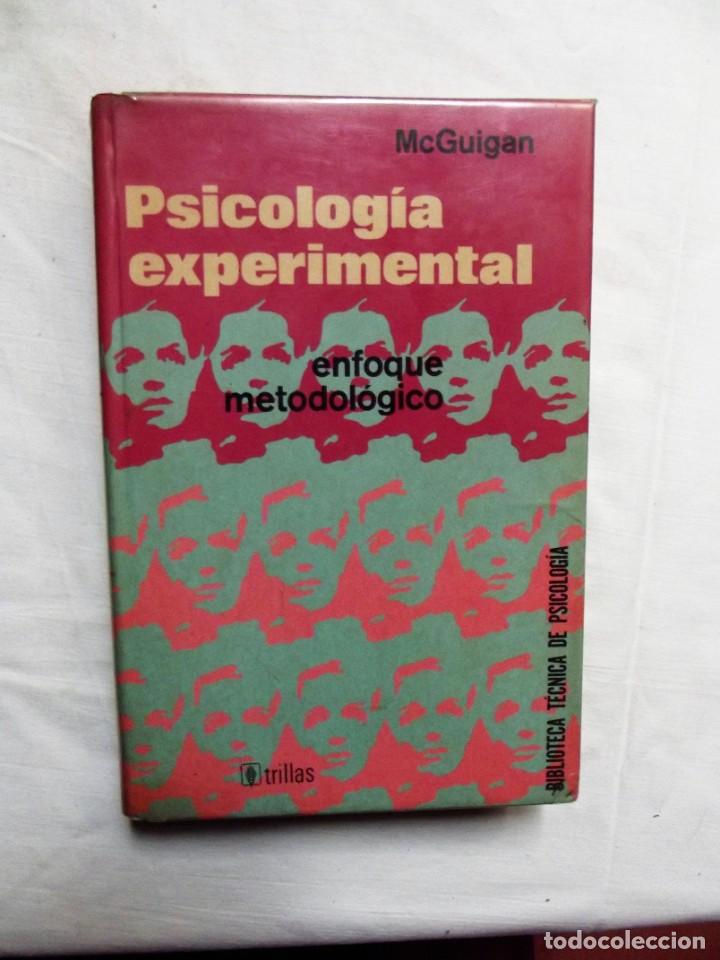 McGuigan
Psicología
experimental
enfoque
metodológico
BIBLIOTECA TÉCNICA DE PSICOLOGÍA
trillas
todocoleccion